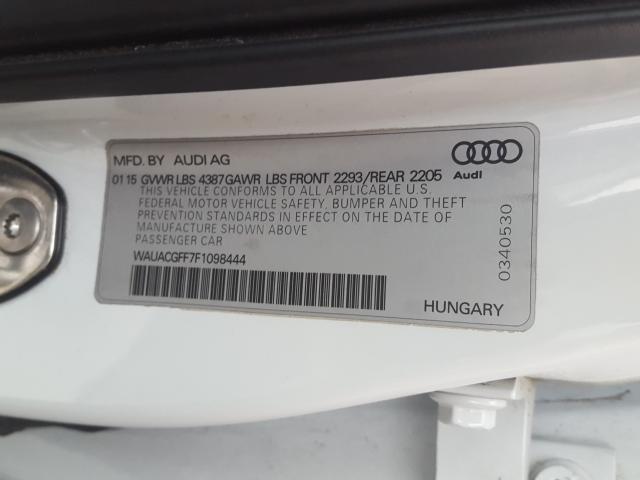 MFD. BY AUDI AG
01 15 GVWR LBS 4387 GAWR LBS FRONT 2293/REAR 2205
Audi
THIS VEHICLE CONFORMS TO ALL APPLICABLE U.S.
FEDERAL MOTOR VEHICLE SAFETY, BUMPER AND THEFT
PREVENTION STANDARDS IN EFFECT ON THE DATE OF
MANUFACTURE SHOWN ABOVE
PASSENGER CAR
WAUACGFF7F1098444
0340530
HUNGARY